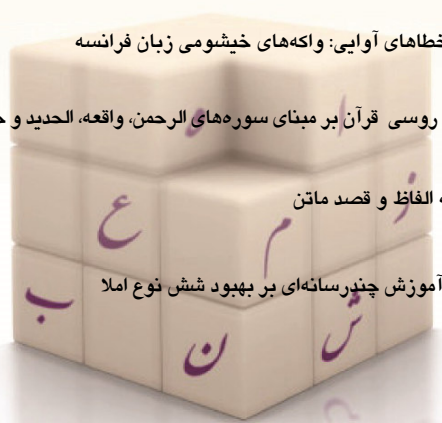 خطاهای آوایی: واکه‌های خیشومی زبان فرانسه
روسی قرآن بر مبنای سوره‌های الرحمن، واقعه، الحدید و
الفاظ و قصد ماتن
آموزش چندرسانه‌ای بر بهبود شش نوع املا
ه ا
ع م ز
ب ن ش